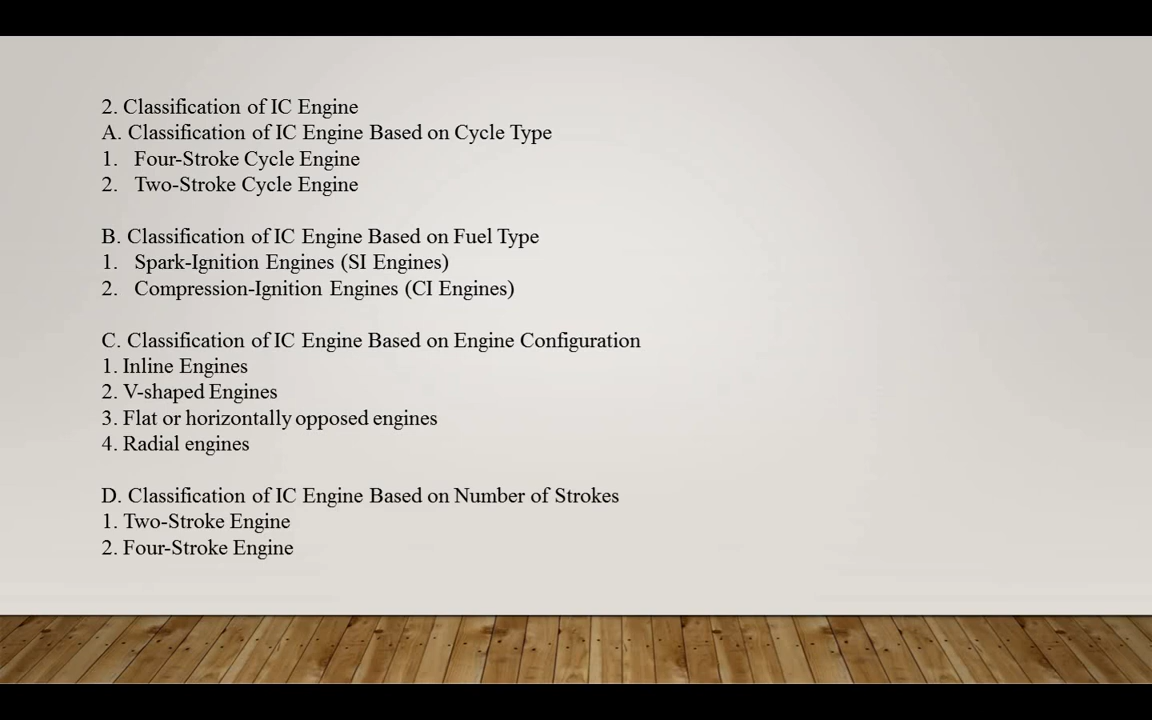 2. Classification of IC Engine
A. Classification of IC Engine Based on Cycle Type
1. Four-Stroke Cycle Engine
2. Two-Stroke Cycle Engine
B. Classification of IC Engine Based on Fuel Type
1. Spark-Ignition Engines (SI Engines)
2. Compression-Ignition Engines (CI Engines)
C. Classification of IC Engine Based on Engine Configuration
1. Inline Engines
2. V-shaped Engines
3. Flat or horizontally opposed engines
4. Radial engines
D. Classification of IC Engine Based on Number of Strokes
1. Two-Stroke Engine
2. Four-Stroke Engine